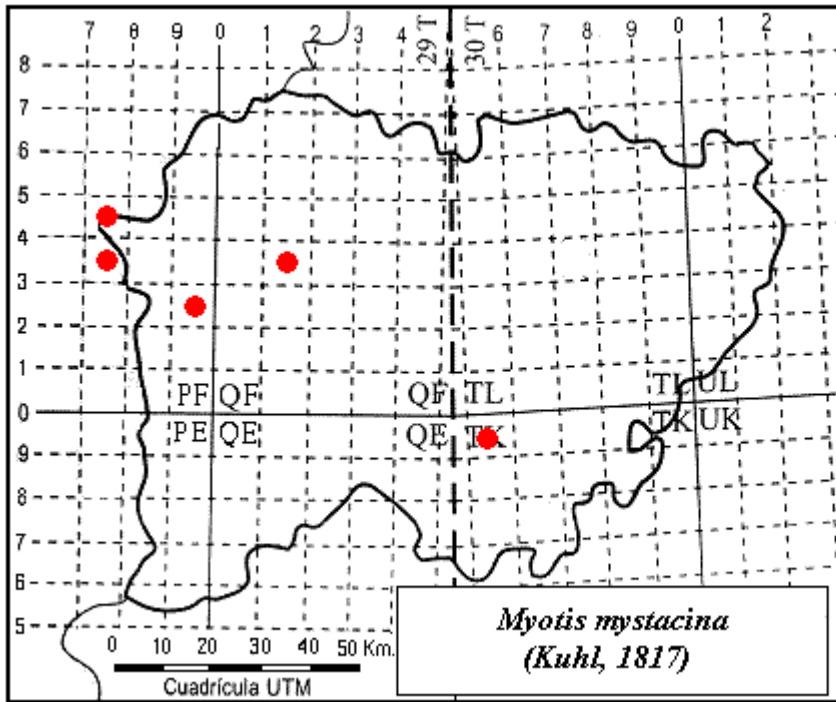 7 8 9 0 1 2 3 4 29 T 30 T 6 7 8 9 0 1 2
8
7
6
5
4
3
2
1
PF QF QF TL TL UL
0
PE QE QE TK TK UK
9
8
7
6
5
0 10 20 30 40 50 Km.
Cuadrícula UTM
Myotis mystacina
(Kuhl, 1817)